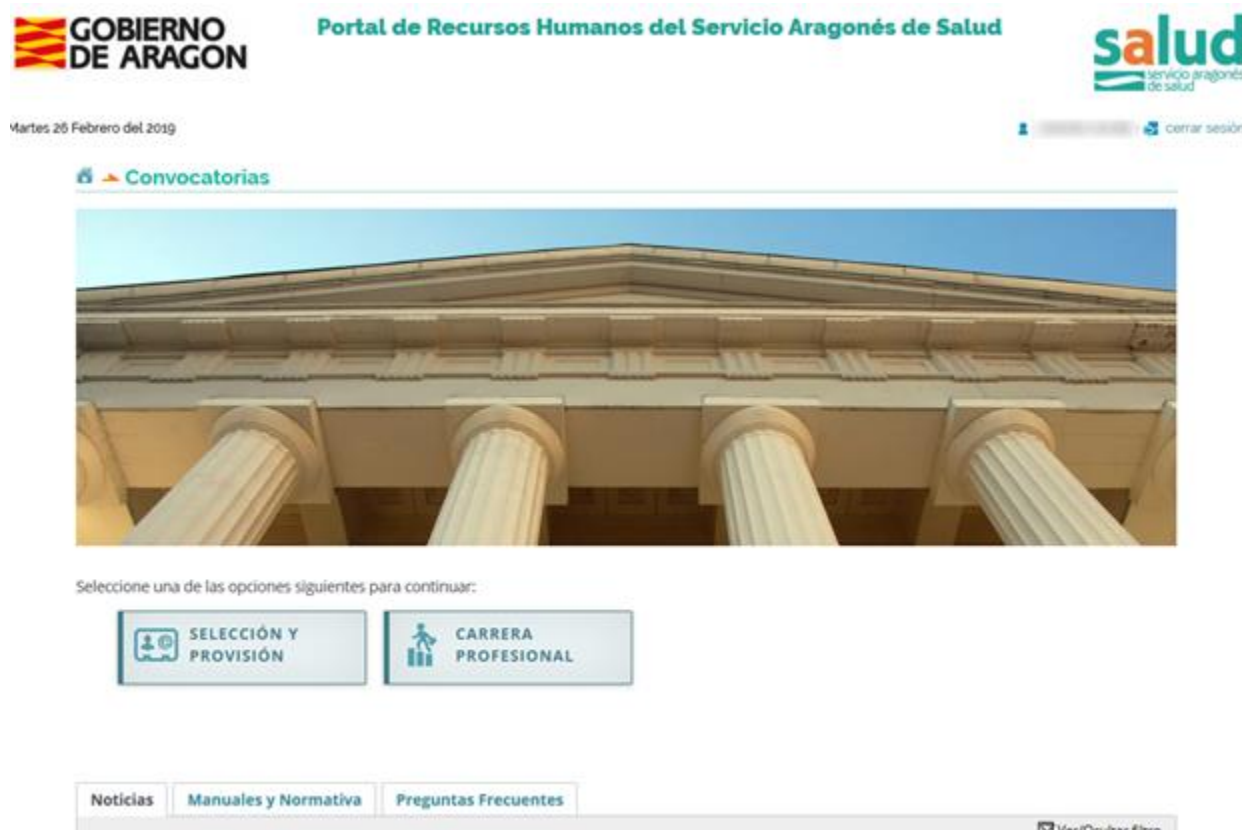 GOBIERNO
DE ARAGON
Portal de Recursos Humanos del Servicio Aragonés de Salud
salud
servicio aragonés
de salud
Martes 26 Febrero del 2019
cerrar sesión
Convocatorias
Seleccione una de las opciones siguientes para continuar:
SELECCIÓN Y
PROVISIÓN
CARRERA
PROFESIONAL
Noticias
Manuales y Normativa
Preguntas Frecuentes